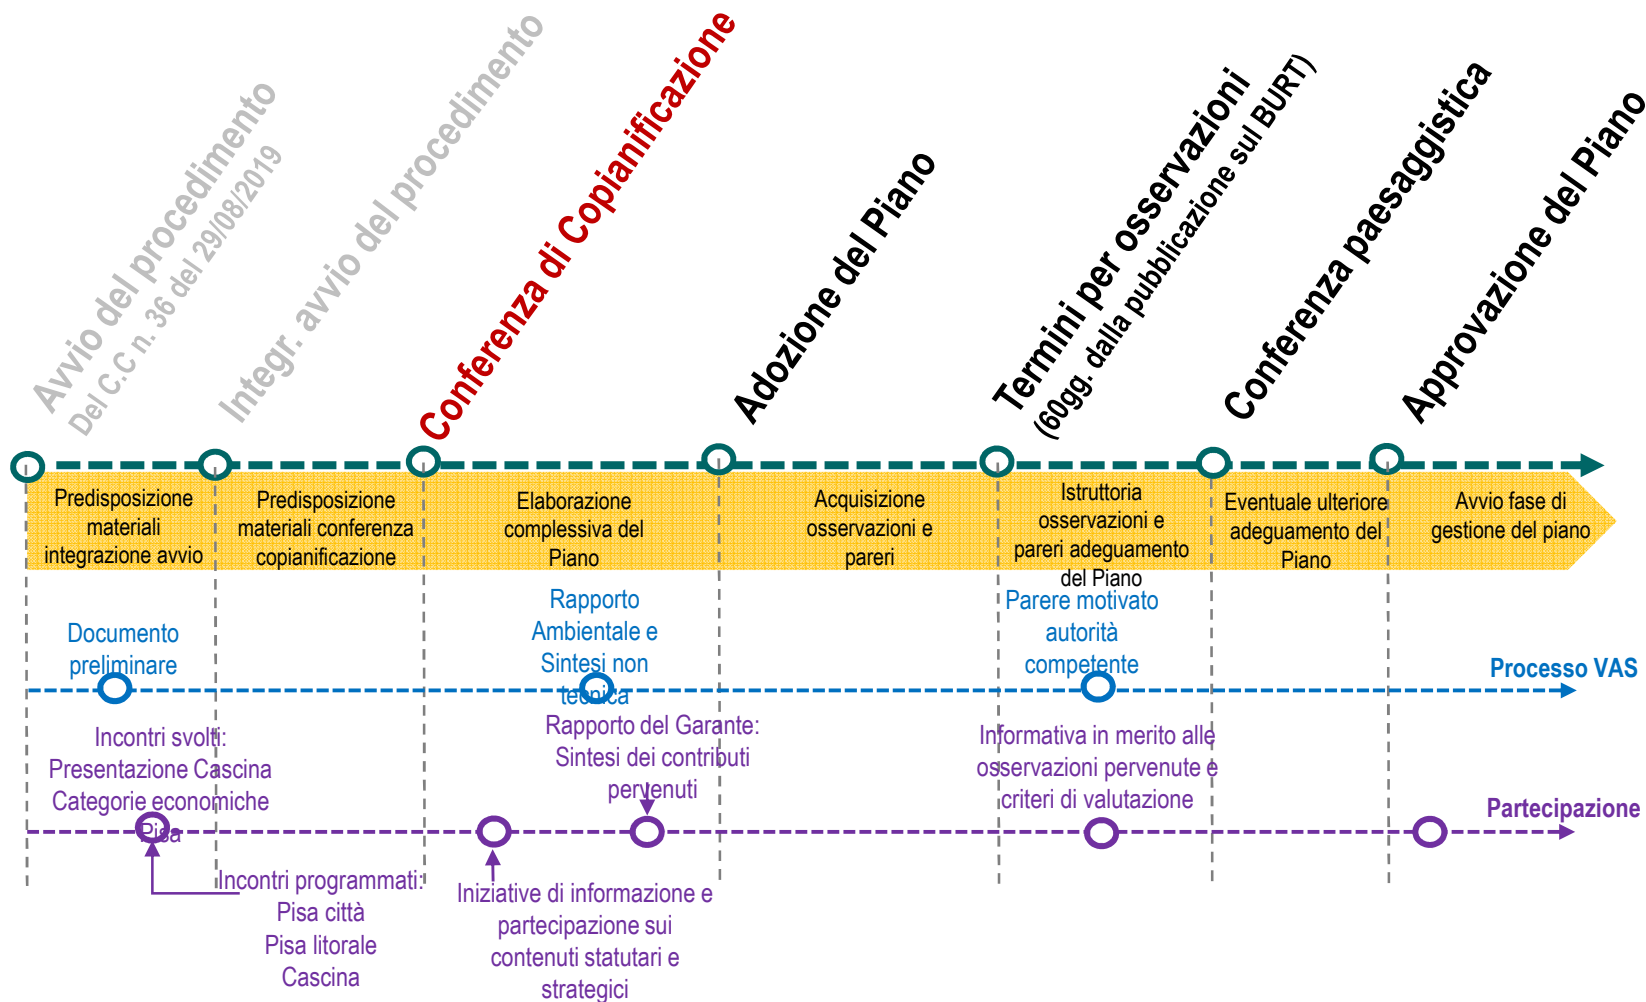 Avvio del procedimento
Del C.C n. 36 del 29/08/2019
Integr. avvio del procedimento
Conferenza di Copianificazione
Adozione del Piano
Termini per osservazioni
(60gg. dalla pubblicazione sul BURT)
Conferenza paesaggistica
Approvazione del Piano
Predisposizione
materiali
integrazione avvio
Predisposizione
materiali conferenza
copianificazione
Elaborazione
complessiva del
Piano
Acquisizione
osservazioni e
pareri
Istruttoria
osservazioni e
pareri adeguamento
del Piano
Eventuale ulteriore
adeguamento del
Piano
Avvio fase di
gestione del piano
Documento
preliminare
Rapporto
Ambientale e
Sintesi non
tecnica
Parere motivato
autorità
competente
Processo VAS
Incontri svolti:
Presentazione Cascina
Categorie economiche
Pisa
Rapporto del Garante:
Sintesi dei contributi
pervenuti
Informativa in merito alle
osservazioni pervenute e
criteri di valutazione
Partecipazione
Incontri programmati:
Pisa città
Pisa litorale
Cascina
Iniziative di informazione e
partecipazione sui
contenuti statutari e
strategici